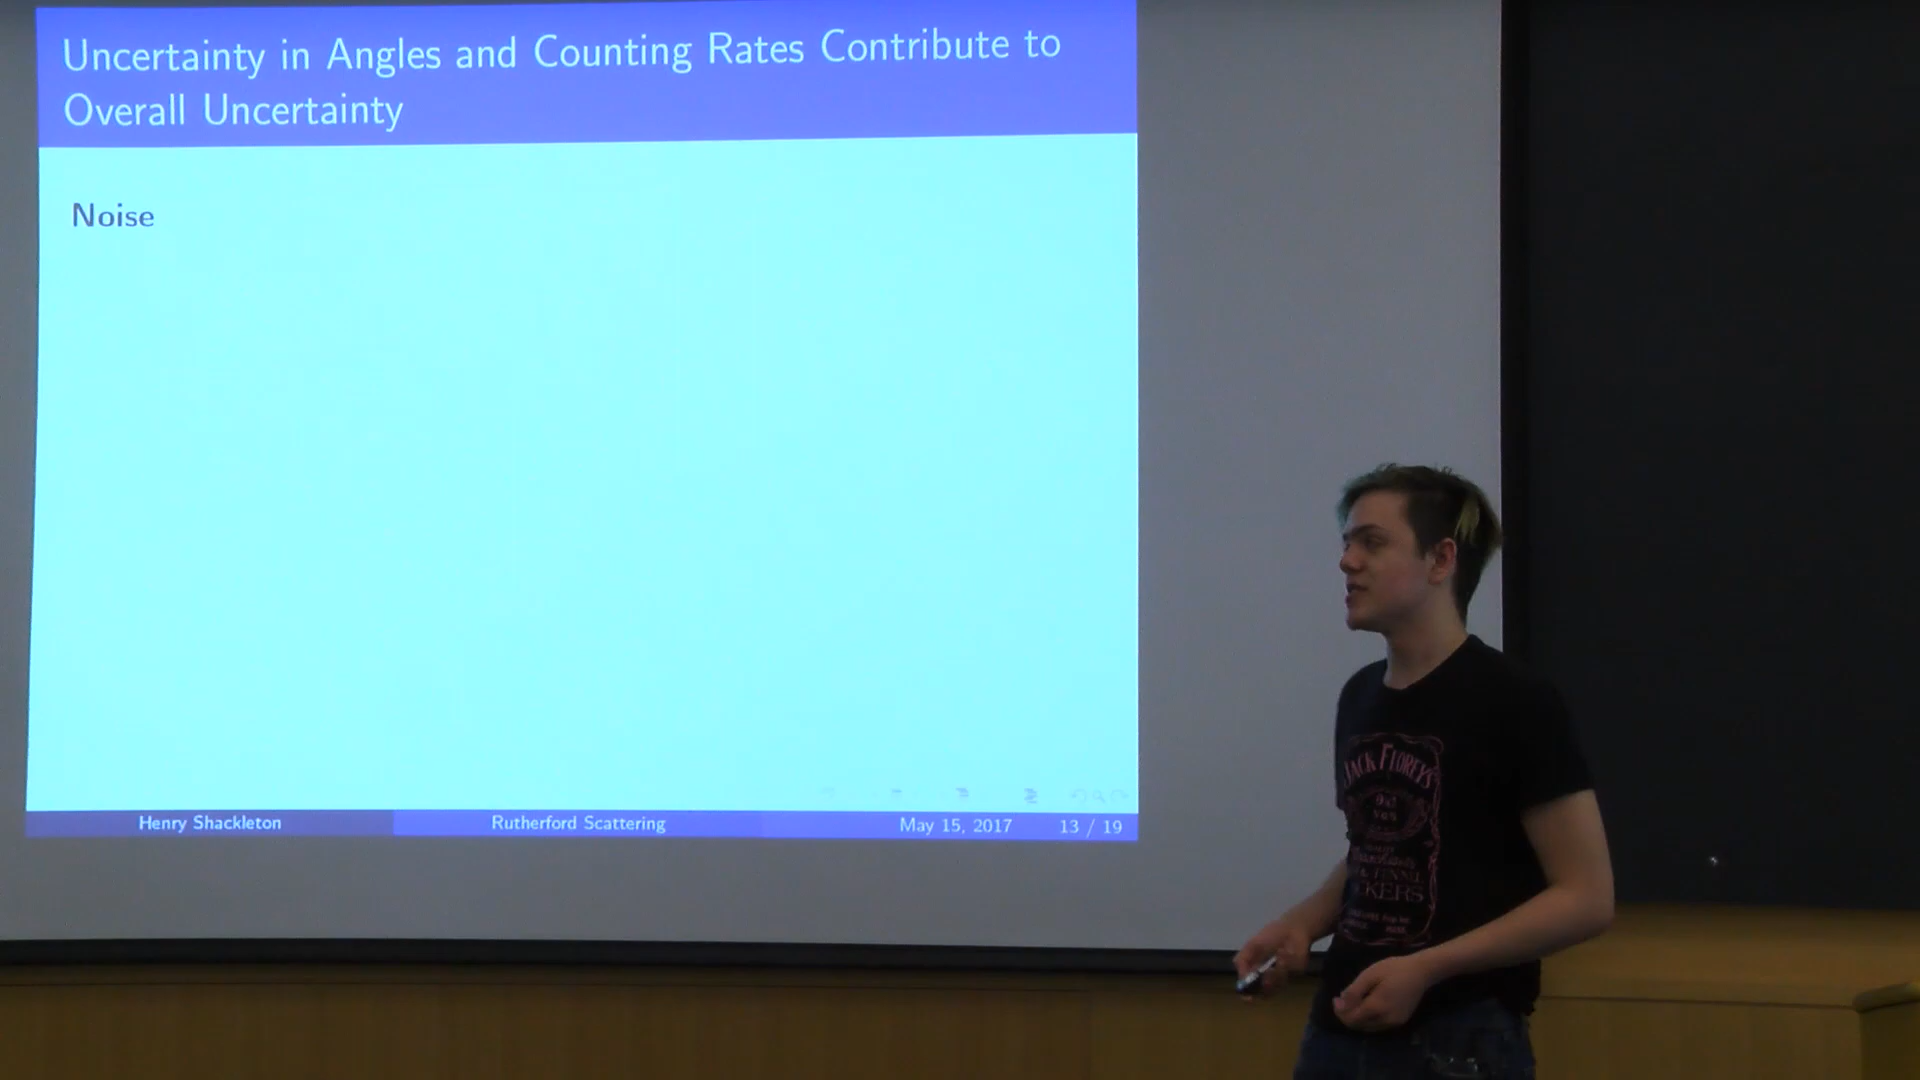 Uncertainty in Angles and Counting Rates Contribute to
Overall Uncertainty
Noise
Henry Shackleton Rutherford Scattering May 15, 2017 13 / 19
JACK FLOREY'S